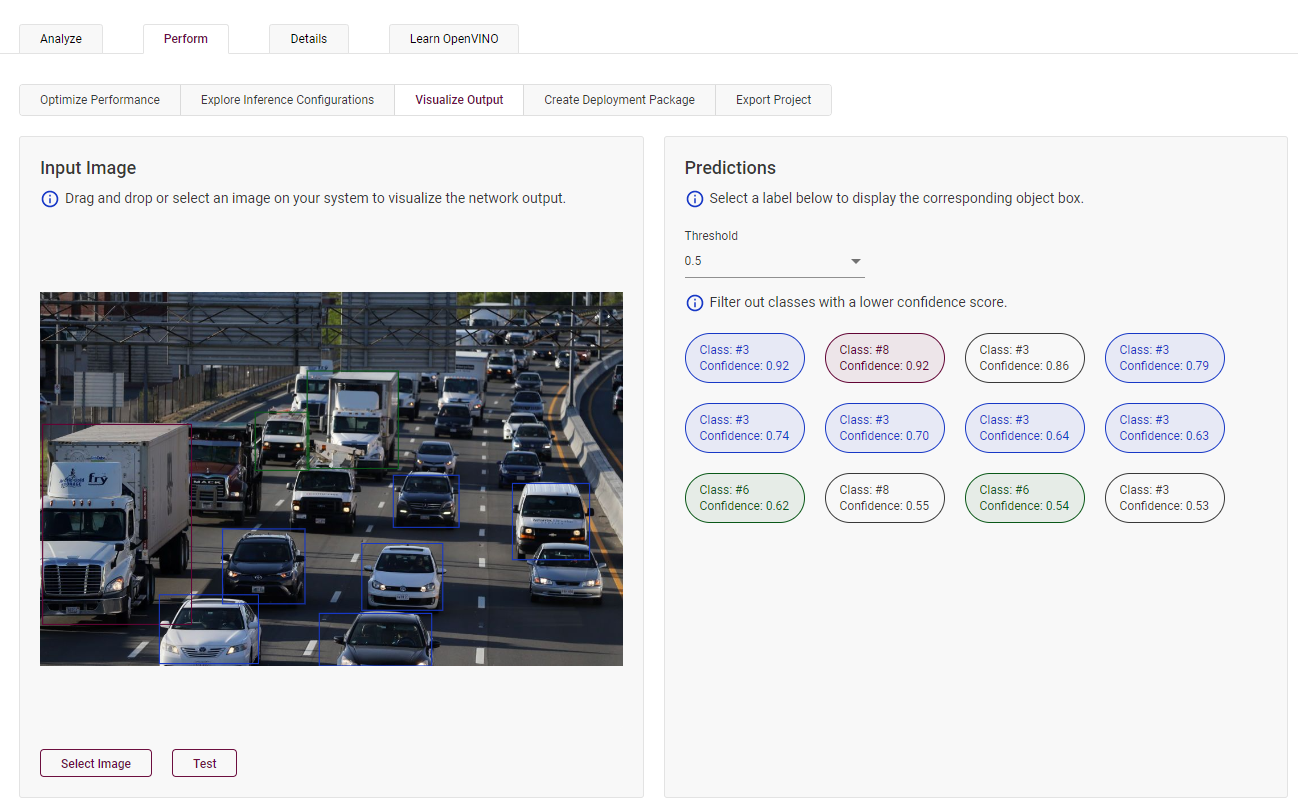 Analyze
Perform
Details
Learn OpenVINO
Optimize Performance
Explore Inference Configurations
Visualize Output
Create Deployment Package
Export Project
Input Image
Drag and drop or select an image on your system to visualize the network output.
fry
MACK
Select Image
Test
Predictions
Select a label below to display the corresponding object box.
Threshold
0.5
Filter out classes with a lower confidence score.
Class: #3
Confidence: 0.92
Class: #8
Confidence: 0.92
Class: #3
Confidence: 0.86
Class: #3
Confidence: 0.79
Class: #3
Confidence: 0.74
Class: #3
Confidence: 0.70
Class: #3
Confidence: 0.64
Class: #3
Confidence: 0.63
Class: #6
Confidence: 0.62
Class: #8
Confidence: 0.55
Class: #6
Confidence: 0.54
Class: #3
Confidence: 0.53